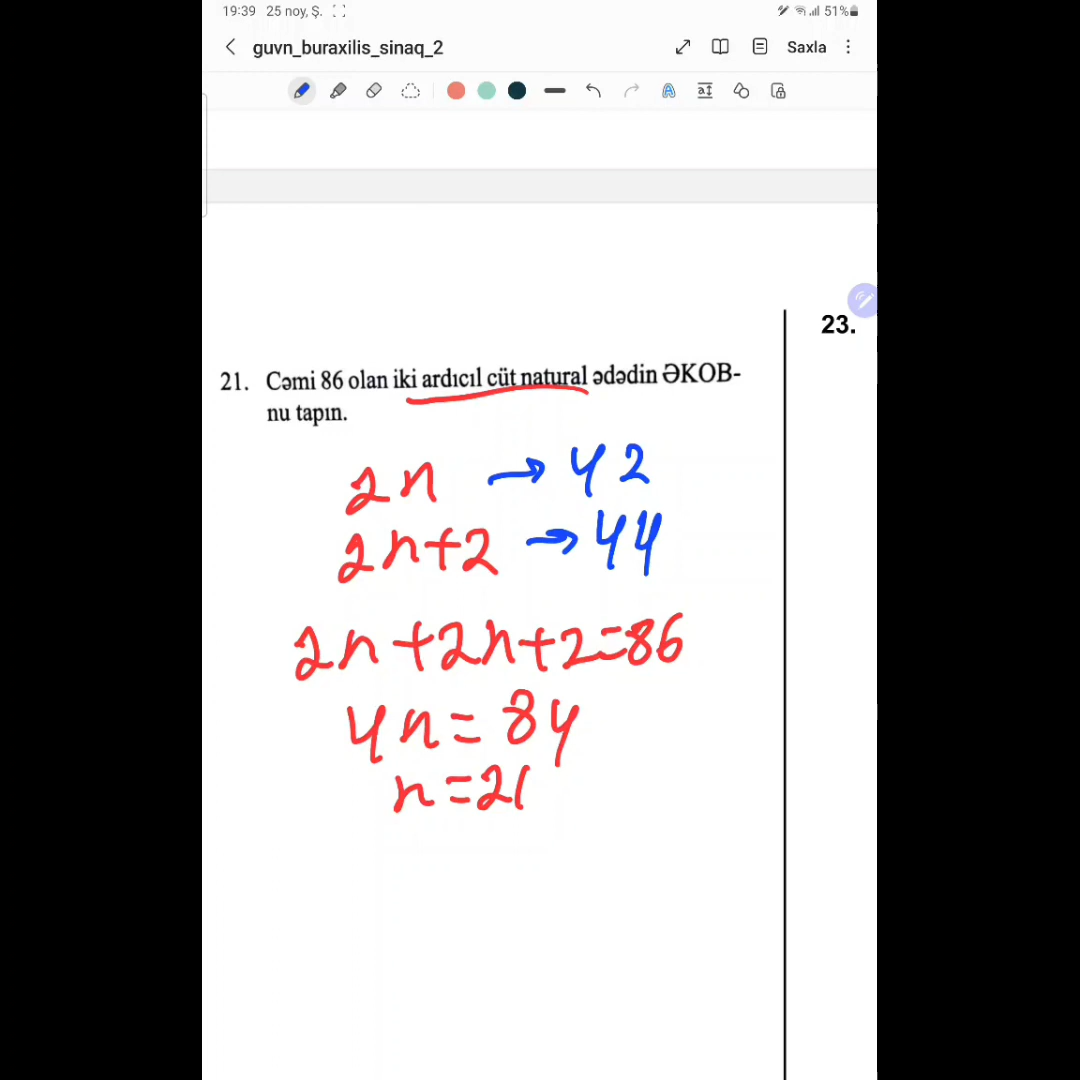 19:39 25 noy, Ş. 51%
guvn_buraxilis_sinaq_2 Saxla
23.
21. Cəmi 86 olan iki ardıcıl cüt natural ədədin ƏKOB-
nu tapın.
2n → 42
2n+2 → 44
2n+2n+2=86
4n=84
n=21